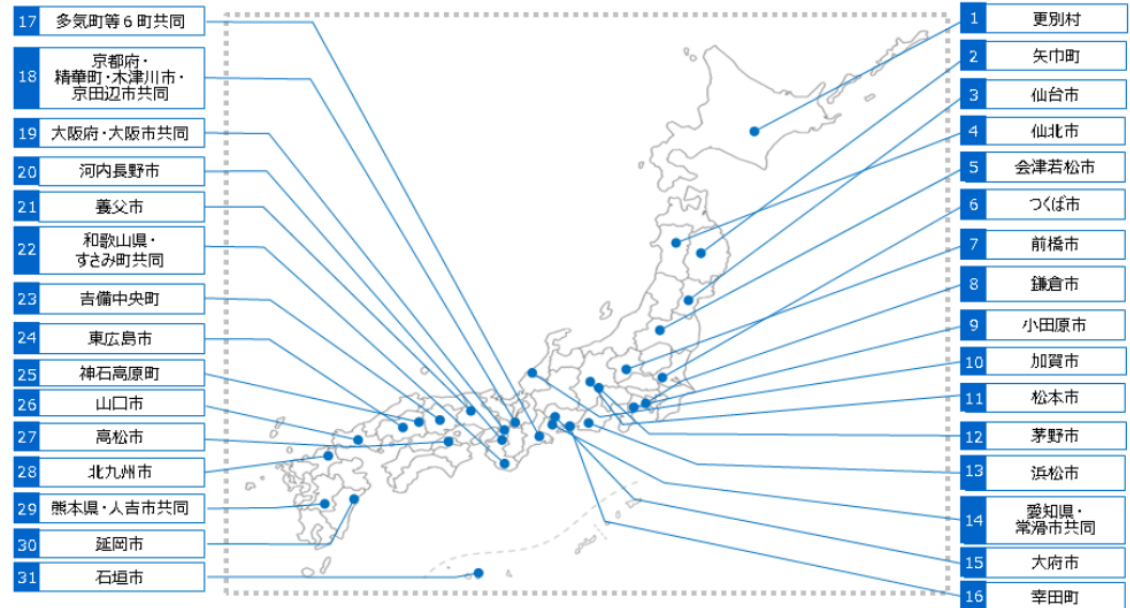 1 更別村
2 矢巾町
3 仙台市
4 仙北市
5 会津若松市
6 つくば市
7 前橋市
8 鎌倉市
9 小田原市
10 加賀市
11 松本市
12 茅野市
13 浜松市
14 愛知県・
常滑市共同
15 大府市
16 幸田町
17 多気町等６町共同
18 京都府・
精華町・木津川市・
京田辺市共同
19 大阪府・大阪市共同
20 河内長野市
21 養父市
22 和歌山県・
すさみ町共同
23 吉備中央町
24 東広島市
25 神石高原町
26 山口市
27 高松市
28 北九州市
29 熊本県・人吉市共同
30 延岡市
31 石垣市